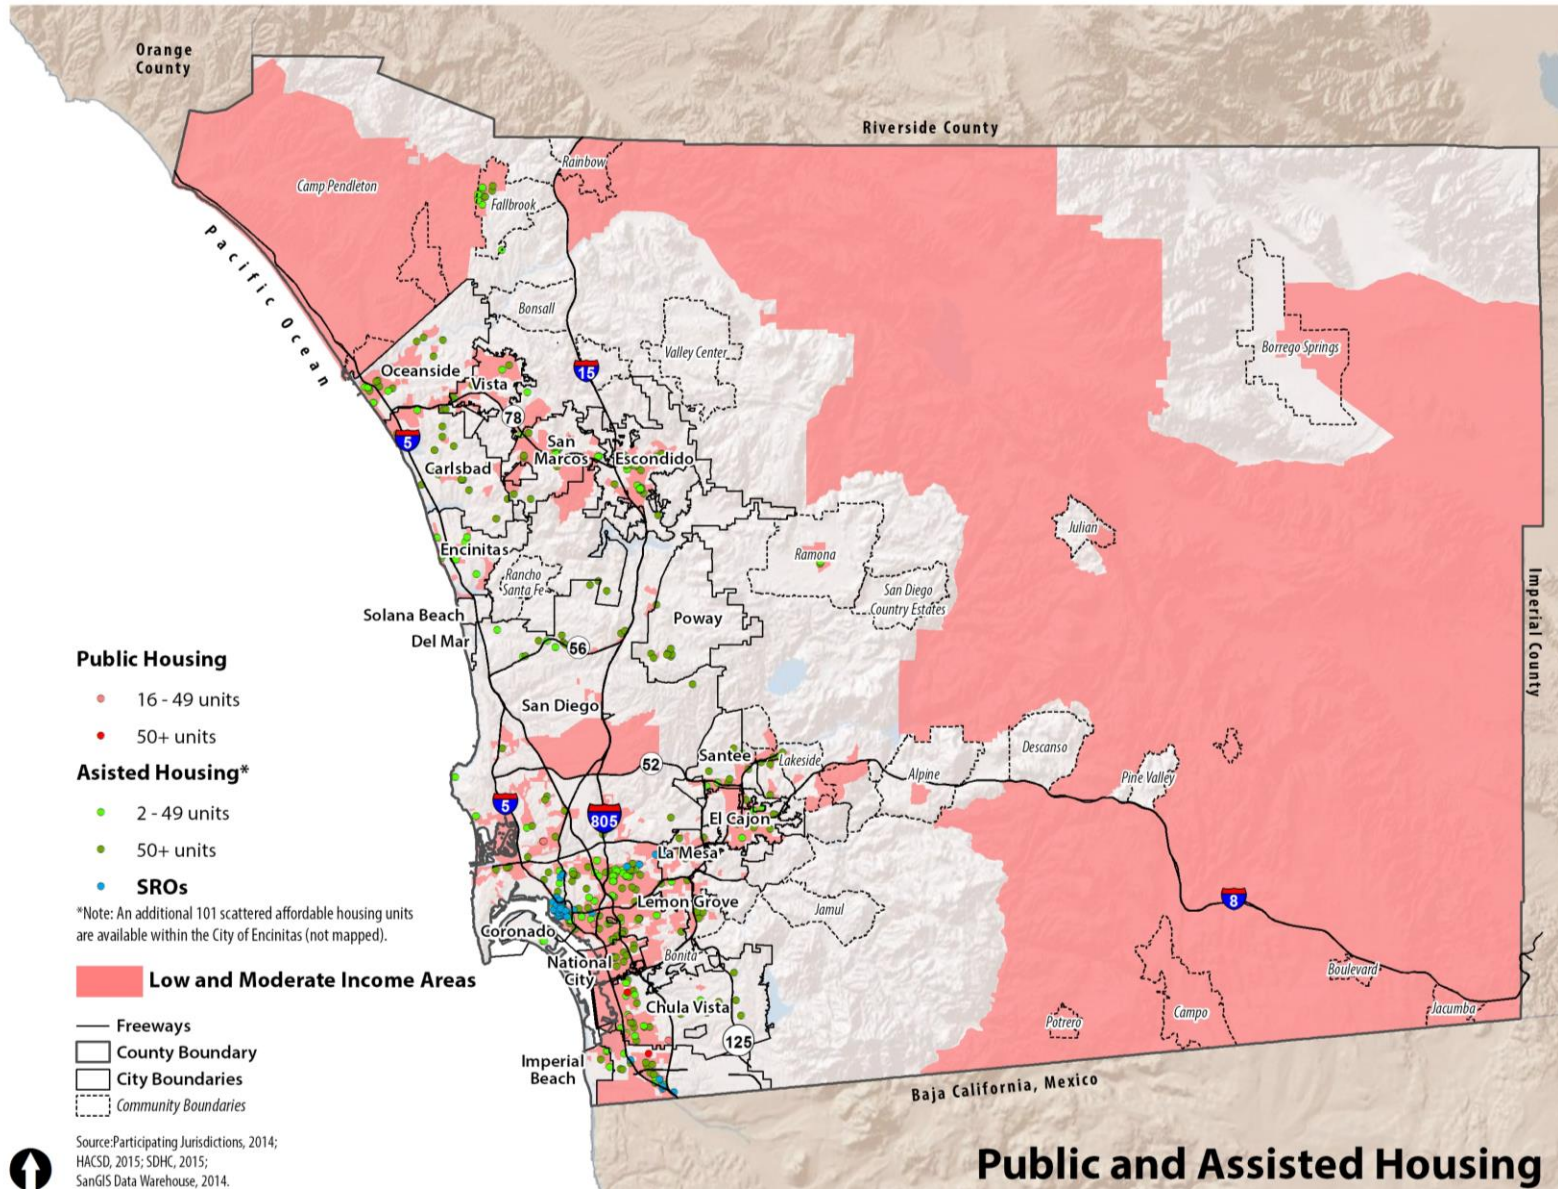 Orange
County
Riverside County
Rainbow
Camp Pendleton
Fallbrook
Pacific Ocean
Bonsall
Valley Center
Borrego Springs
Oceanside
Vista
15
78
5
San
Marcos
Escondido
Carlsbad
Julian
Encinitas
Ramona
Rancho
Santa Fe
San Diego
Country Estates
Imperial County
Solana Beach
Del Mar
Poway
56
San Diego
Public Housing
16 - 49 units
50+ units
Asisted Housing*
2 - 49 units
50+ units
SROs
*Note: An additional 101 scattered affordable housing units
are available within the City of Encinitas (not mapped).
Low and Moderate Income Areas
Freeways
County Boundary
City Boundaries
Community Boundaries
Source:Participating Jurisdictions, 2014;
HACSD, 2015; SDHC, 2015;
SanGIS Data Warehouse, 2014.
52
Santee
Lakeside
Alpine
Descanso
Pine Valley
5
805
El Cajon
La Mesa
Lemon Grove
Jamul
8
Coronado
National
City
Bonita
Boulevard
Chula Vista
Potrero
Campo
Jacumba
125
Imperial
Beach
Baja California, Mexico
Public and Assisted Housing